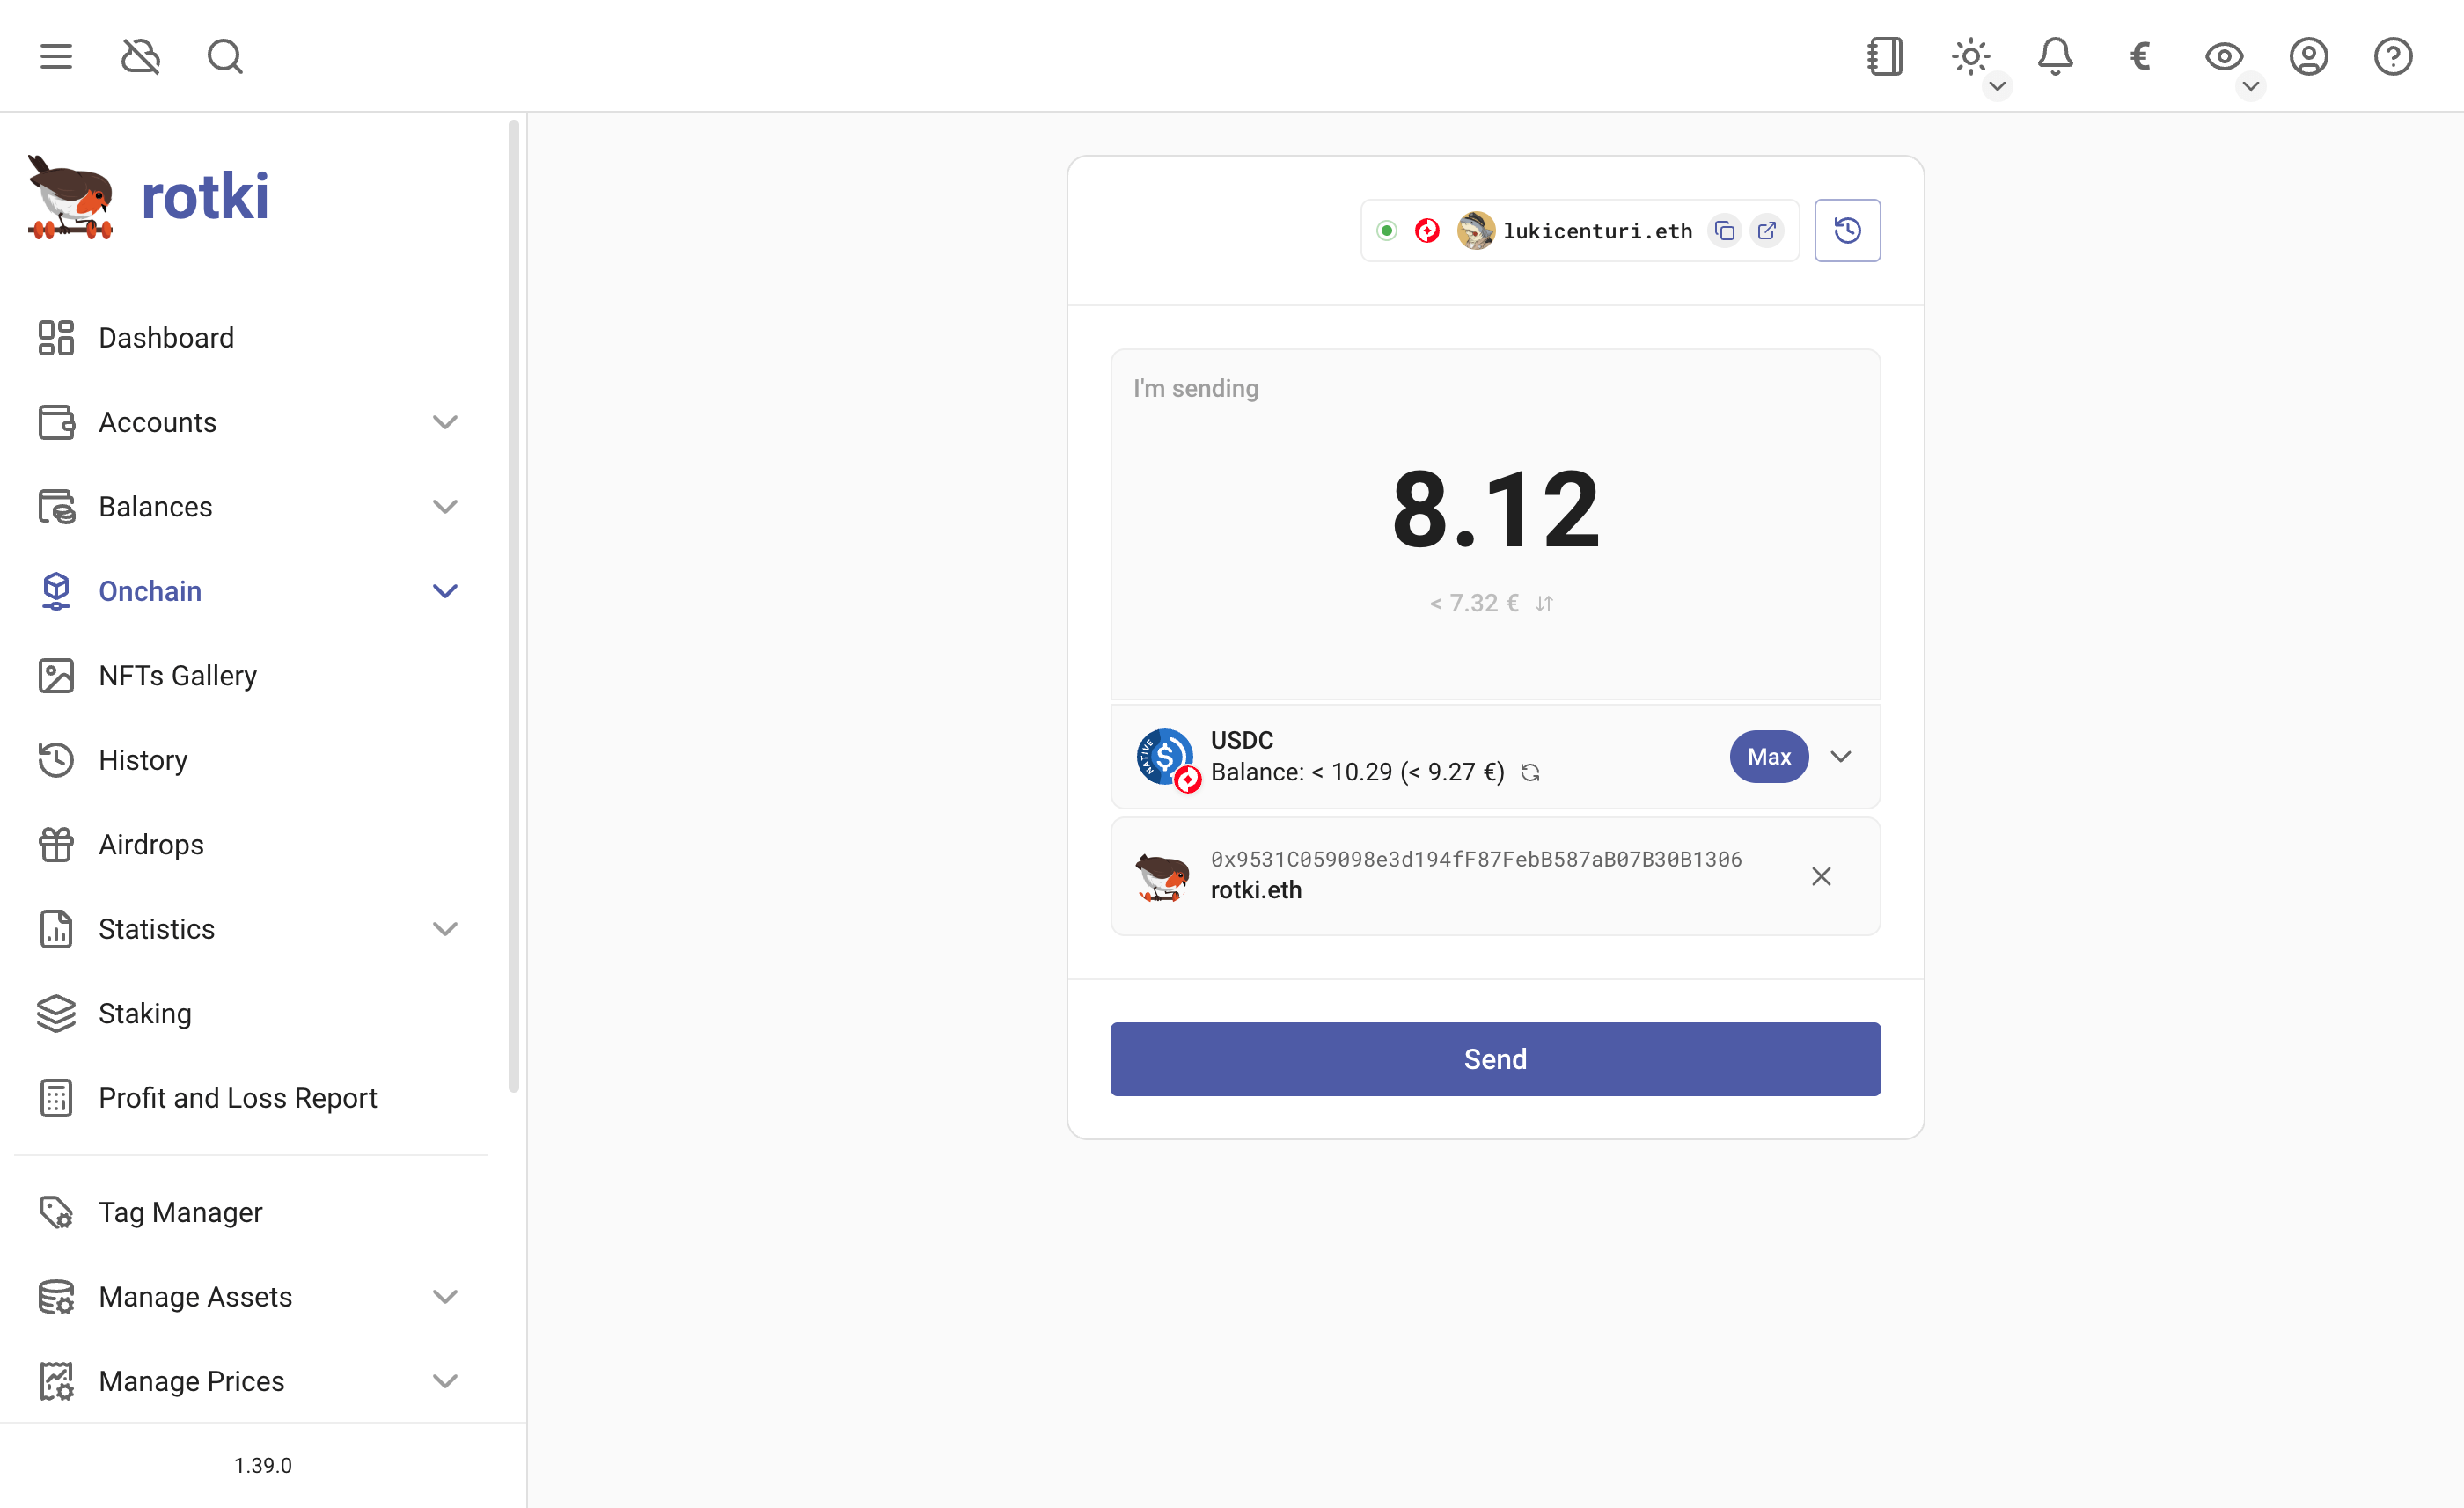 €
rotki
Dashboard
Accounts
Balances
Onchain
NFTs Gallery
History
Airdrops
Statistics
Staking
Profit and Loss Report
Tag Manager
Manage Assets
Manage Prices
1.39.0
lukicenturi.eth
I'm sending
8.12
< 7.32 €
NATIVE
USDC
Balance: < 10.29 (< 9.27 €)
Max
0x9531C059098e3d194fF87FebB587aB07B30B1306
rotki.eth
Send